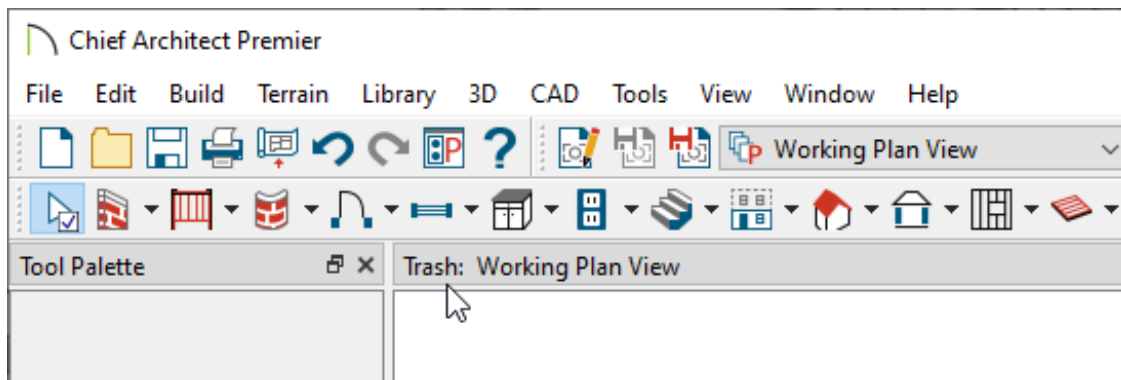 Chief Architect Premier
File Edit Build Terrain Library 3D CAD Tools View Window Help
P ? P Working Plan View
Tool Palette Trash: Working Plan View